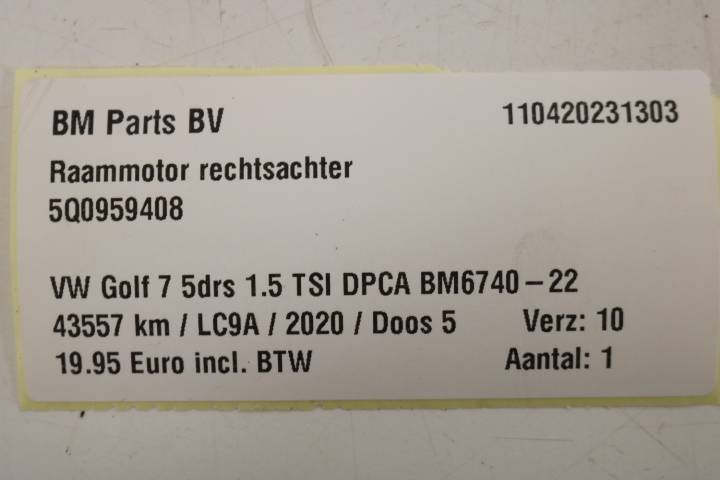 BM Parts BV 110420231303
Raammotor rechtsachter
5Q0959408
VW Golf 7 5drs 1.5 TSI DPCA BM6740-22
43557 km / LC9A / 2020 / Doos 5 Verz: 10
19.95 Euro incl. BTW Aantal: 1